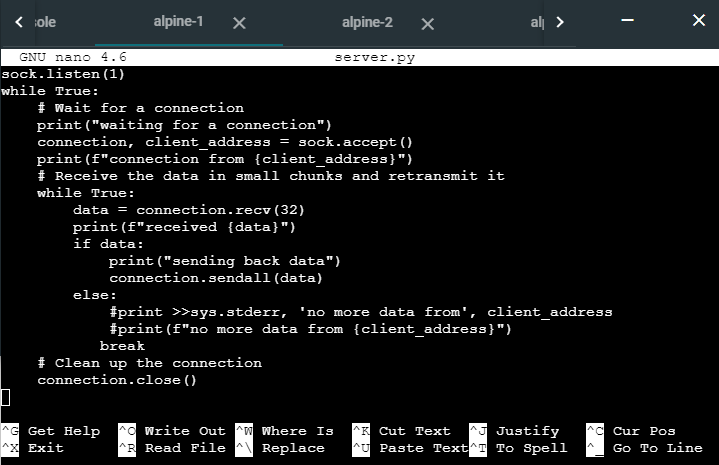 sole alpine-1 alpine-2 alp
GNU nano 4.6 server.py
sock.listen(1)
while True:
    # Wait for a connection
    print("waiting for a connection")
    connection, client_address = sock.accept()
    print(f"connection from {client_address}")
    # Receive the data in small chunks and retransmit it
    while True:
        data = connection.recv(32)
        print(f"received {data}")
        if data:
            print("sending back data")
            connection.sendall(data)
        else:
            #print >>sys.stderr, 'no more data from', client_address
            #print(f"no more data from {client_address}")
           break
    # Clean up the connection
    connection.close()
^G Get Help ^O Write Out ^W Where Is ^K Cut Text ^J Justify ^C Cur Pos
^X Exit ^R Read File ^\ Replace ^U Paste Text ^T To Spell ^_ Go To Line